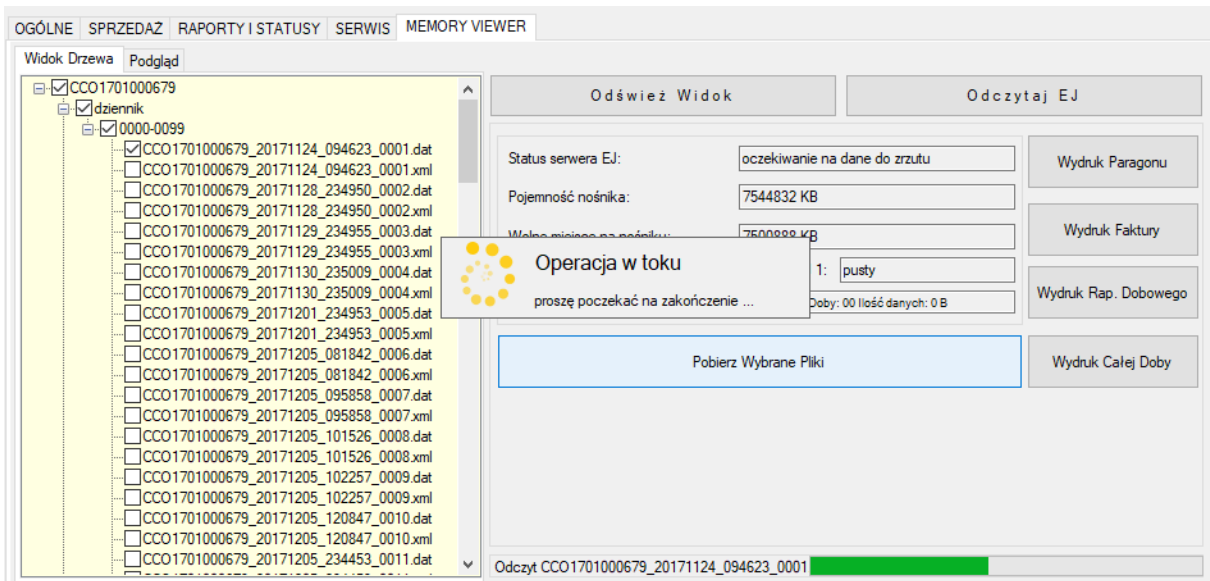 OGÓLNE SPRZEDAŻ RAPORTY I STATUSY SERWIS MEMORY VIEWER
Widok Drzewa Podgląd
CCO1701000679
dziennik
0000-0099
CCO1701000679_20171124_094623_0001.dat
CCO1701000679_20171124_094623_0001.xml
CCO1701000679_20171128_234950_0002.dat
CCO1701000679_20171128_234950_0002.xml
CCO1701000679_20171129_234955_0003.dat
CCO1701000679_20171129_234955_0003.xml
CCO1701000679_20171130_235009_0004.dat
CCO1701000679_20171130_235009_0004.xml
CCO1701000679_20171201_234953_0005.dat
CCO1701000679_20171201_234953_0005.xml
CCO1701000679_20171205_081842_0006.dat
CCO1701000679_20171205_081842_0006.xml
CCO1701000679_20171205_095858_0007.dat
CCO1701000679_20171205_095858_0007.xml
CCO1701000679_20171205_101526_0008.dat
CCO1701000679_20171205_101526_0008.xml
CCO1701000679_20171205_102257_0009.dat
CCO1701000679_20171205_102257_0009.xml
CCO1701000679_20171205_120847_0010.dat
CCO1701000679_20171205_120847_0010.xml
CCO1701000679_20171205_234453_0011.dat
Odśwież Widok
Odczytaj EJ
Status serwera EJ: oczekiwanie na dane do zrzutu
Pojemność nośnika: 7544832 KB
Wolne miejsce na nośniku: 7500888 KB
1: pusty
Doby: 00 Ilość danych: 0 B
Operacja w toku
proszę poczekać na zakończenie ...
Pobierz Wybrane Pliki
Wydruk Paragonu
Wydruk Faktury
Wydruk Rap. Dobowego
Wydruk Całej Doby
Odczyt CCO1701000679_20171124_094623_0001